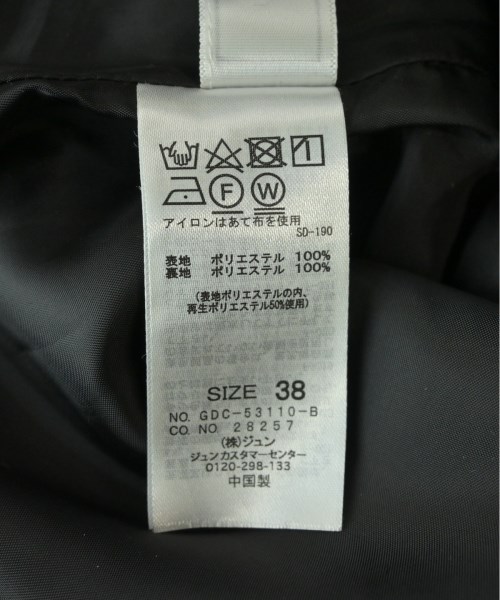 F W
アイロンはあて布を使用
SD-190
表地 ポリエステル 100%
裏地 ポリエステル 100%
(表地ポリエステルの内、
再生ポリエステル50%使用)
SIZE 38
NO. GDC-53110-B
CO. NO. 28257
(株)ジュン
ジュンカスタマーセンター
0120-298-133
中国製